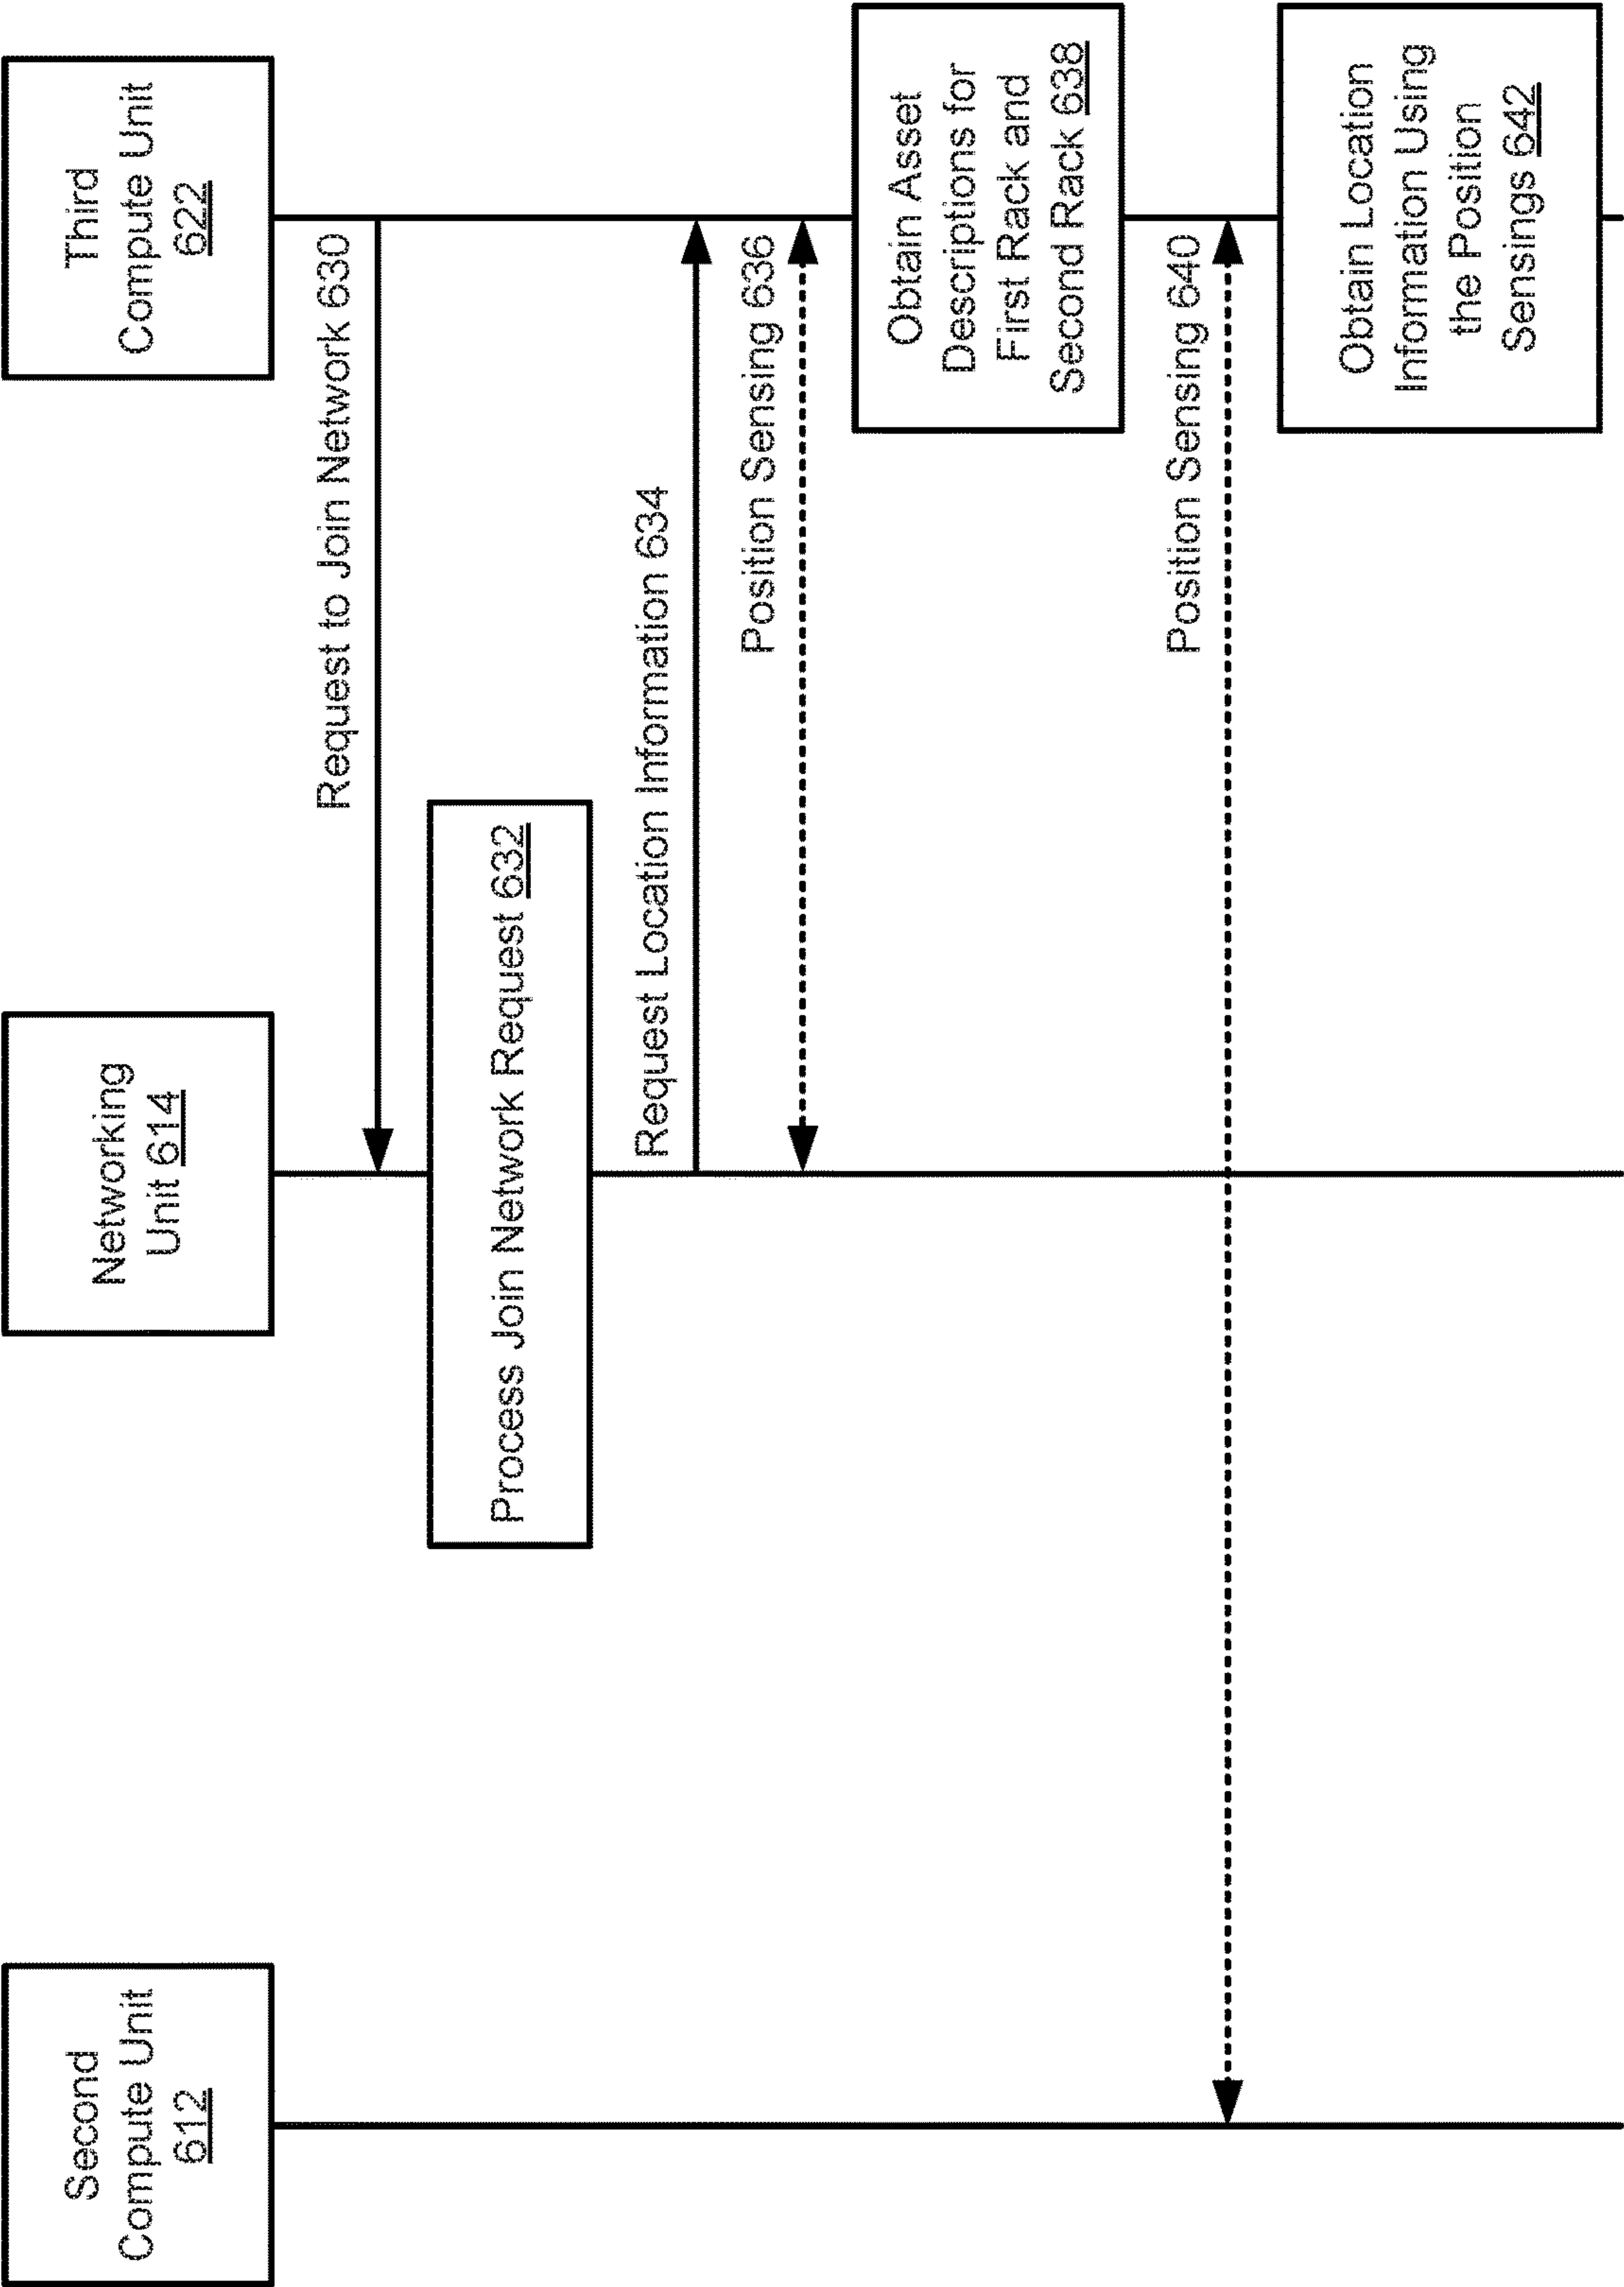 Second
Compute Unit
612
Networking
Unit 614
Third
Compute Unit
622
Request to Join Network 630
Process Join Network Request 632
Request Location Information 634
Position Sensing 636
Obtain Asset
Descriptions for
First Rack and
Second Rack 638
Position Sensing 640
Obtain Location
Information Using
the Position
Sensings 642